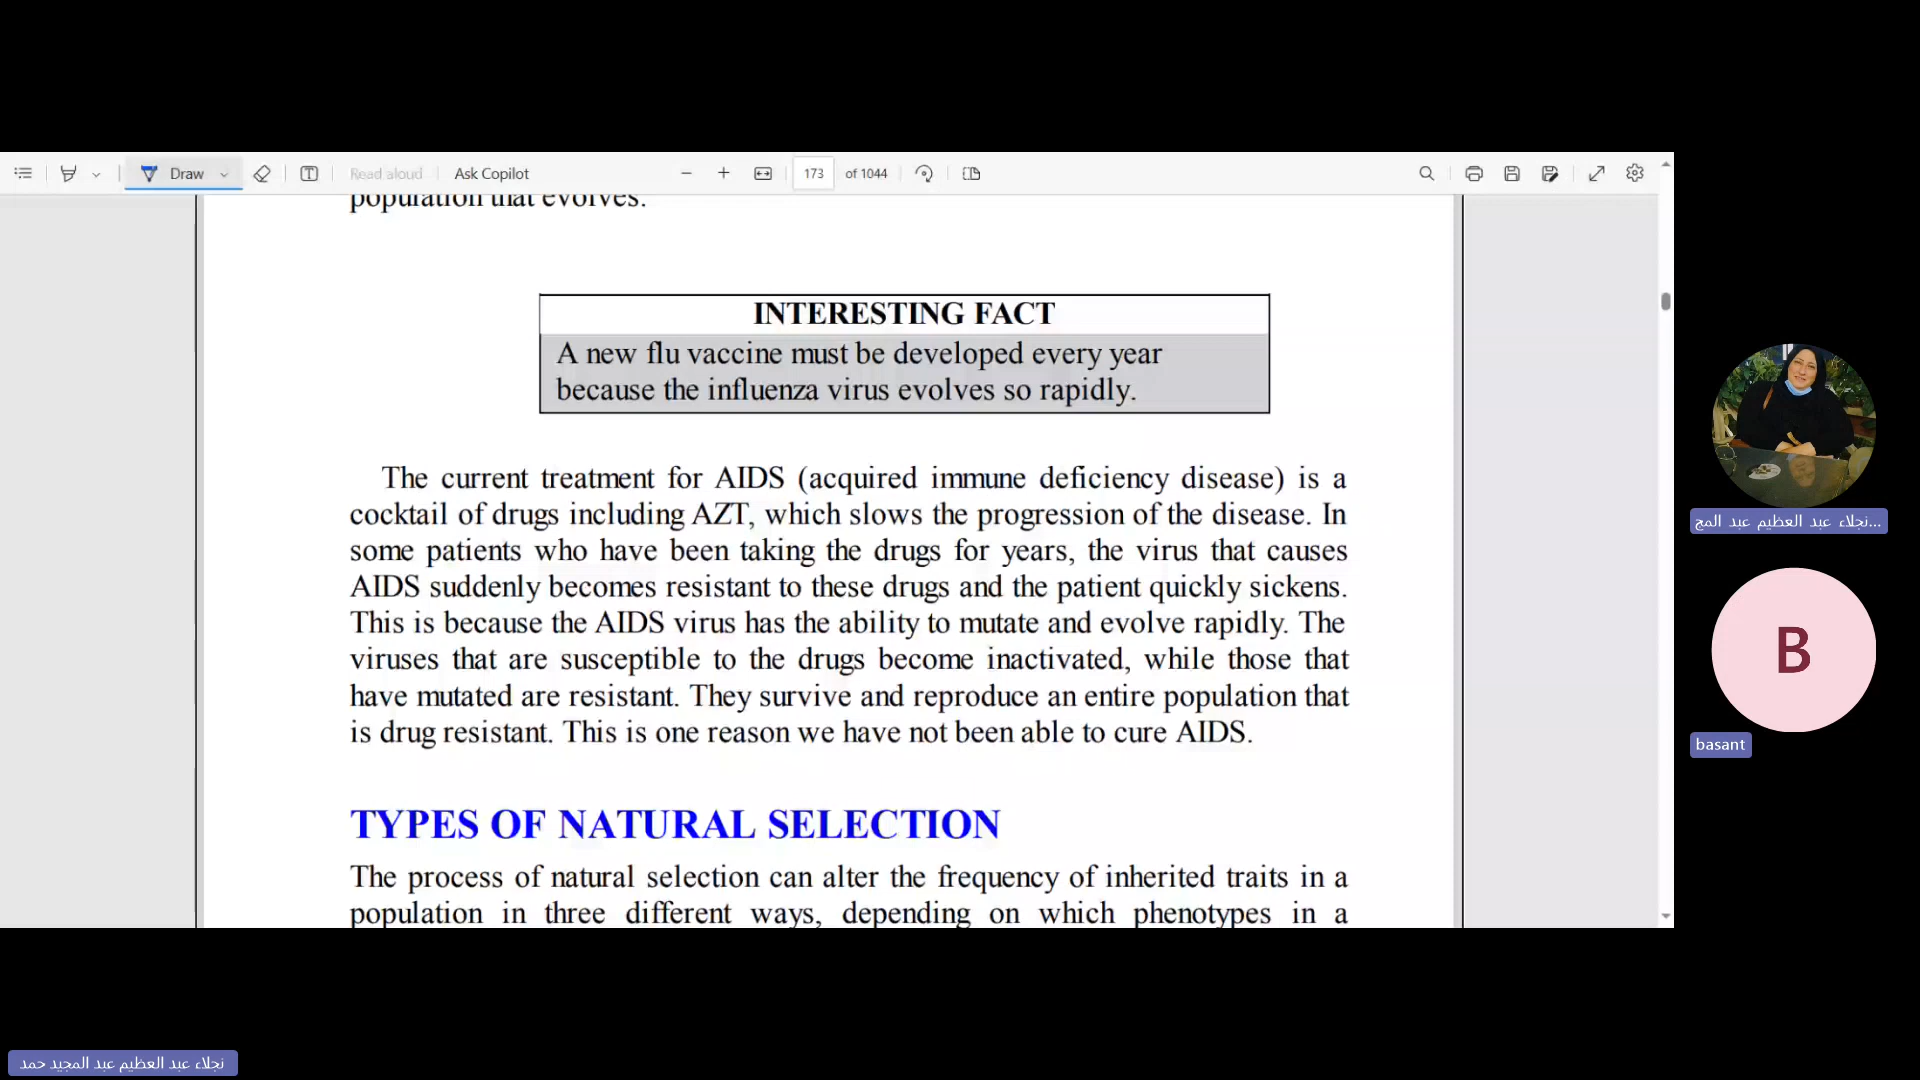 Draw
Read aloud
Ask Copilot
173
of 1044
population that evolves.
INTERESTING FACT
A new flu vaccine must be developed every year
because the influenza virus evolves so rapidly.
The current treatment for AIDS (acquired immune deficiency disease) is a
cocktail of drugs including AZT, which slows the progression of the disease. In
some patients who have been taking the drugs for years, the virus that causes
AIDS suddenly becomes resistant to these drugs and the patient quickly sickens.
This is because the AIDS virus has the ability to mutate and evolve rapidly. The
viruses that are susceptible to the drugs become inactivated, while those that
have mutated are resistant. They survive and reproduce an entire population that
is drug resistant. This is one reason we have not been able to cure AIDS.
TYPES OF NATURAL SELECTION
The process of natural selection can alter the frequency of inherited traits in a
population in three different ways, depending on which phenotypes in a
نجلاء عبد العظيم عبد المج...
B
basant
نجلاء عبد العظيم عبد المجيد حمد